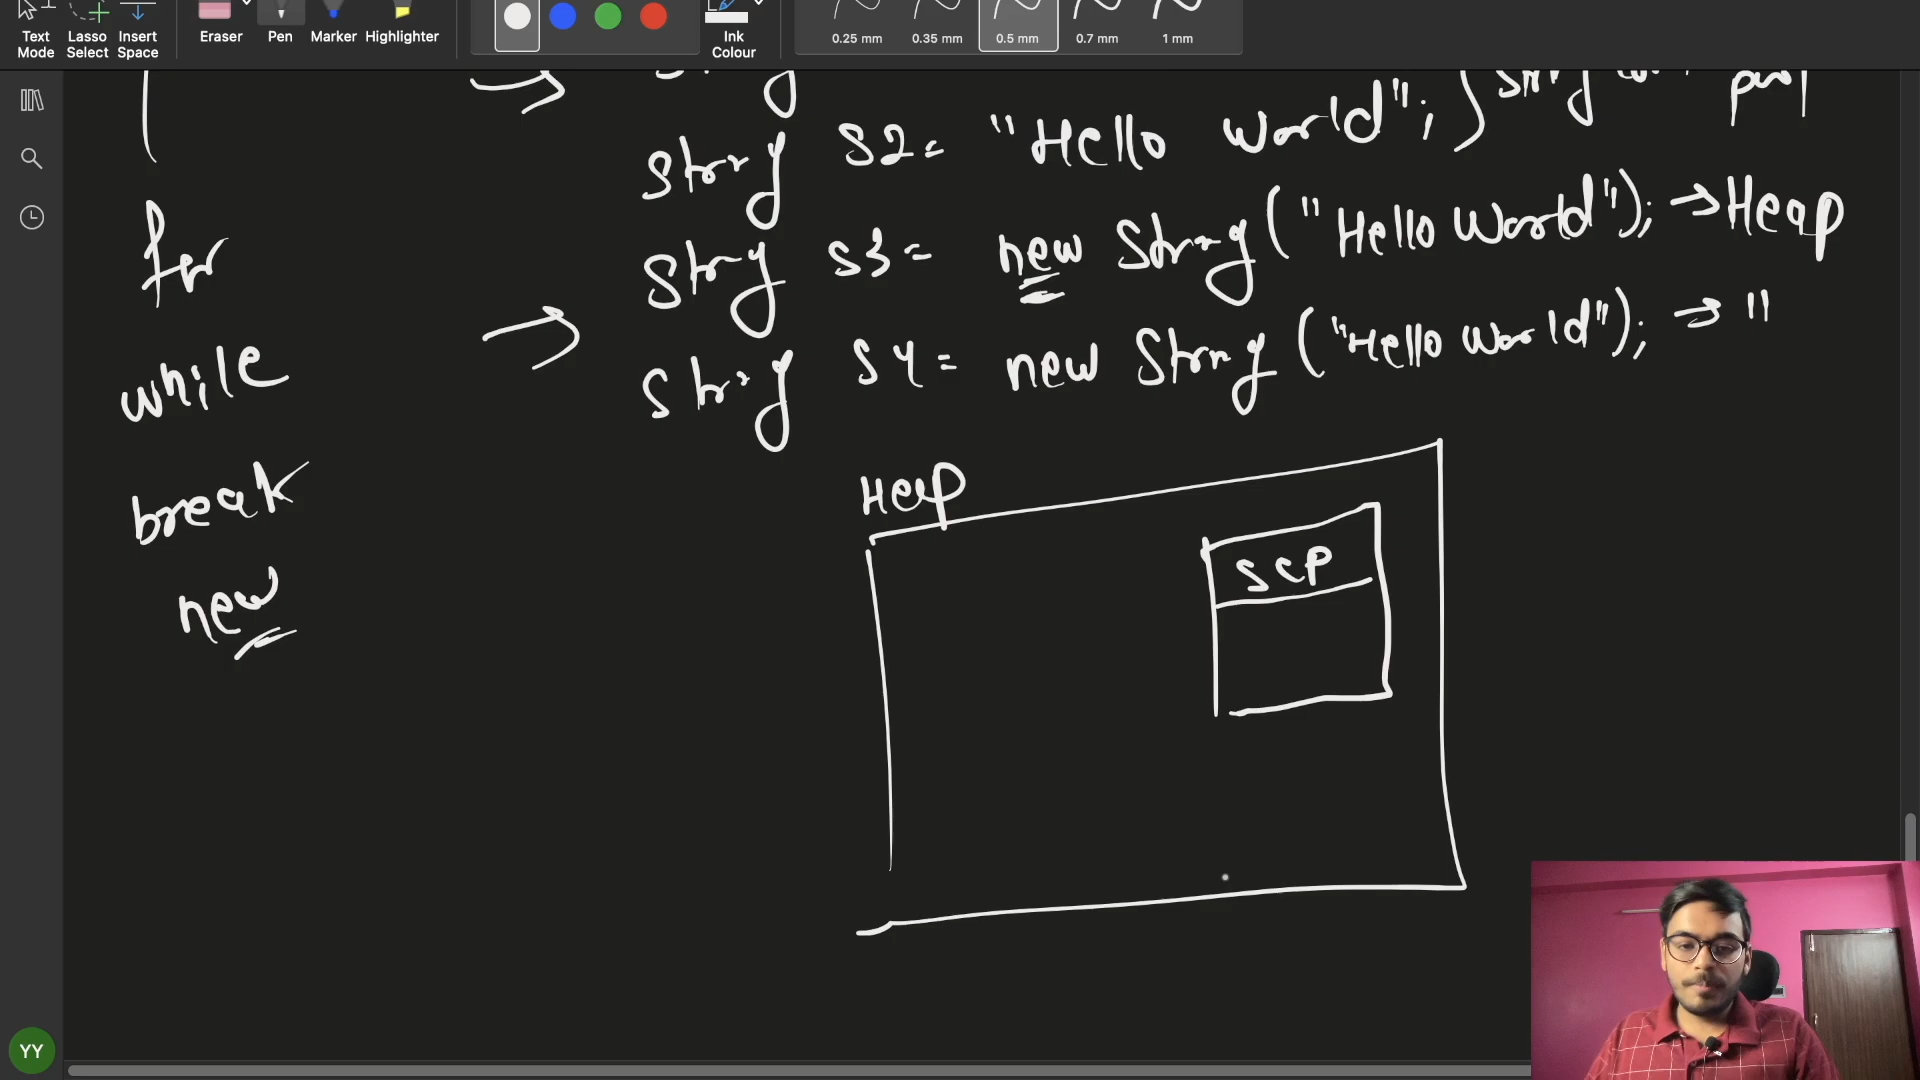 Text Mode
Lasso Select
Insert Space
Eraser
Pen
Marker
Highlighter
Ink Colour
0.25 mm
0.35 mm
0.5 mm
0.7 mm
1 mm
String S2 = "Hello World";
String S3 = new String ("Hello World"); → Heap
String S4 = new String ("Hello World"); → "
for
while
break
new
Heap
SCP
YY